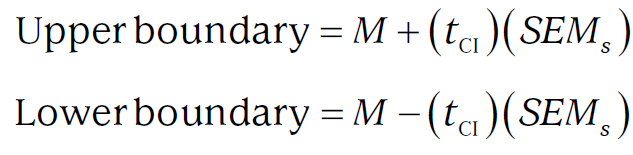 Upper boundary = M + (t_CI)(SEM_s)
Lower boundary = M − (t_CI)(SEM_s)